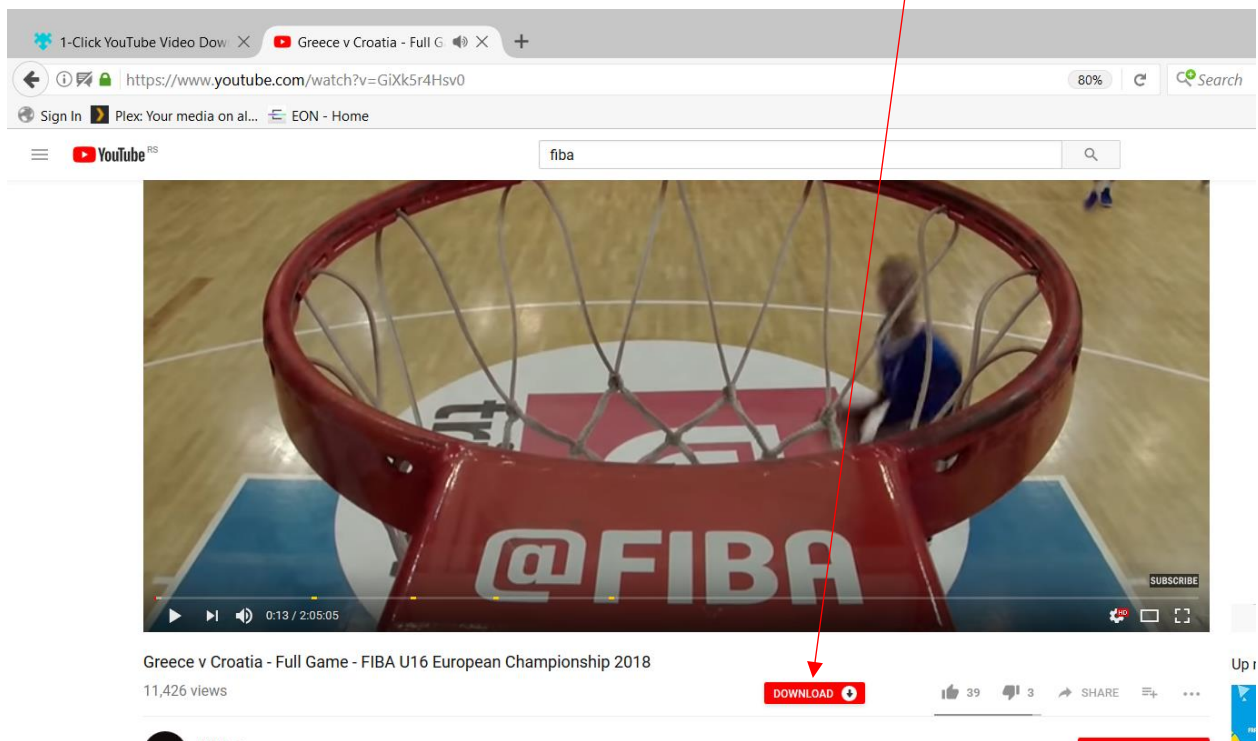 1-Click YouTube Video Dow
Greece v Croatia - Full G
https://www.youtube.com/watch?v=GiXk5r4Hsv0
80%
Search
Sign In
Plex: Your media on al...
EON - Home
YouTube RS
fiba
@FIBA
SUBSCRIBE
0:13 / 2:05:05
HD
Greece v Croatia - Full Game - FIBA U16 European Championship 2018
Up
11,426 views
DOWNLOAD
39
3
SHARE